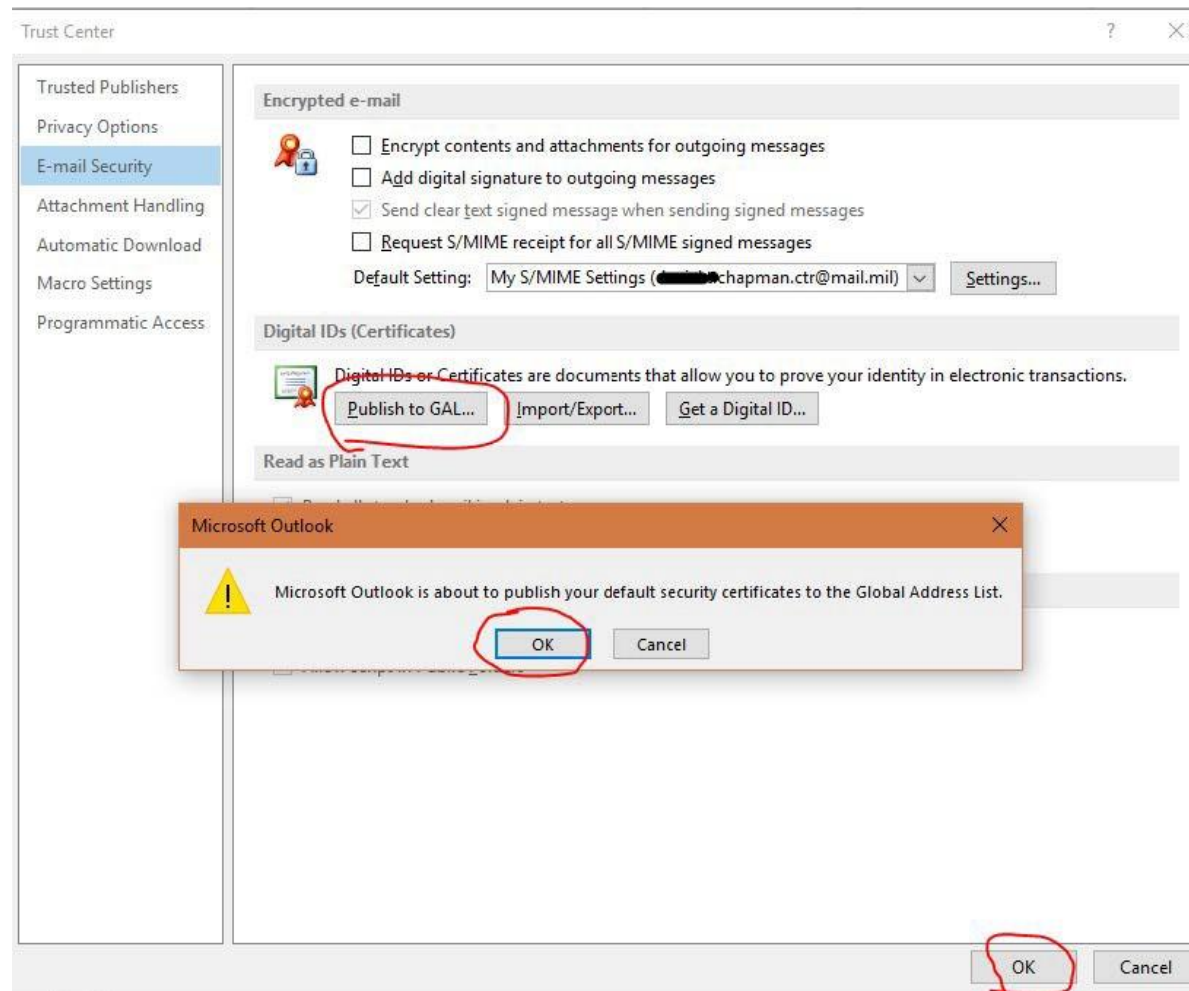 Trust Center
Trusted Publishers
Privacy Options
E-mail Security
Attachment Handling
Automatic Download
Macro Settings
Programmatic Access
Encrypted e-mail
Encrypt contents and attachments for outgoing messages
Add digital signature to outgoing messages
Send clear text signed message when sending signed messages
Request S/MIME receipt for all S/MIME signed messages
Default Setting: My S/MIME Settings ( chapman.ctr@mail.mil) Settings...
Digital IDs (Certificates)
Digital IDs or Certificates are documents that allow you to prove your identity in electronic transactions.
Publish to GAL... Import/Export... Get a Digital ID...
Read as Plain Text
Microsoft Outlook
Microsoft Outlook is about to publish your default security certificates to the Global Address List.
OK Cancel
OK Cancel